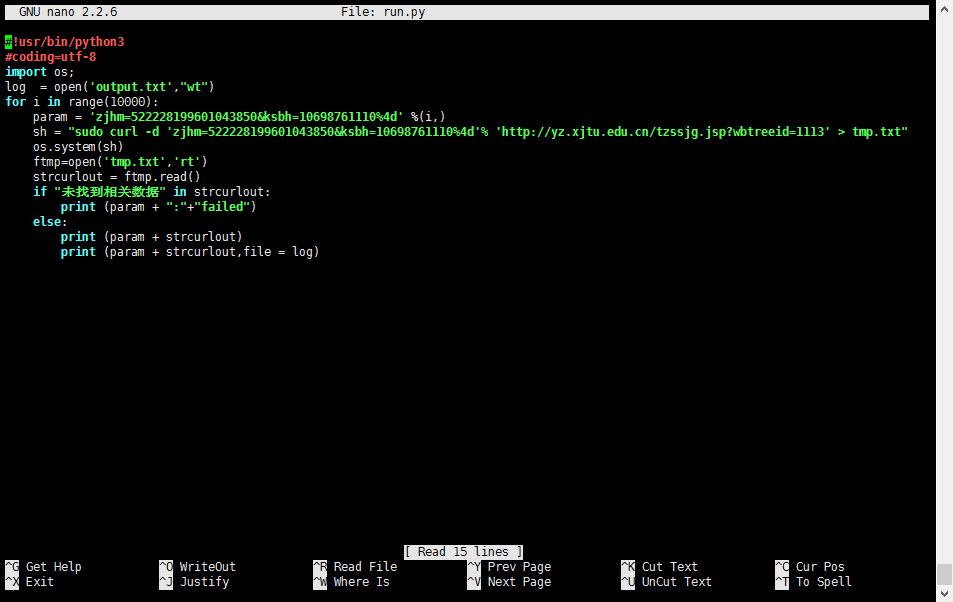 GNU nano 2.2.6 File: run.py
#!usr/bin/python3
#coding=utf-8
import os;
log  = open('output.txt',"wt")
for i in range(10000):
    param = 'zjhm=522228199601043850&ksbh=10698761110%4d' %(i,)
    sh = "sudo curl -d 'zjhm=522228199601043850&ksbh=10698761110%4d'% 'http://yz.xjtu.edu.cn/tzssjg.jsp?wbtreeid=1113' > tmp.txt"
    os.system(sh)
    ftmp=open('tmp.txt','rt')
    strcurlout = ftmp.read()
    if "未找到相关数据" in strcurlout:
        print (param + ":"+"failed")
    else:
        print (param + strcurlout)
        print (param + strcurlout,file = log)
[ Read 15 lines ]
^G Get Help ^O WriteOut ^R Read File ^Y Prev Page ^K Cut Text ^C Cur Pos
^X Exit ^J Justify ^W Where Is ^V Next Page ^U UnCut Text ^T To Spell